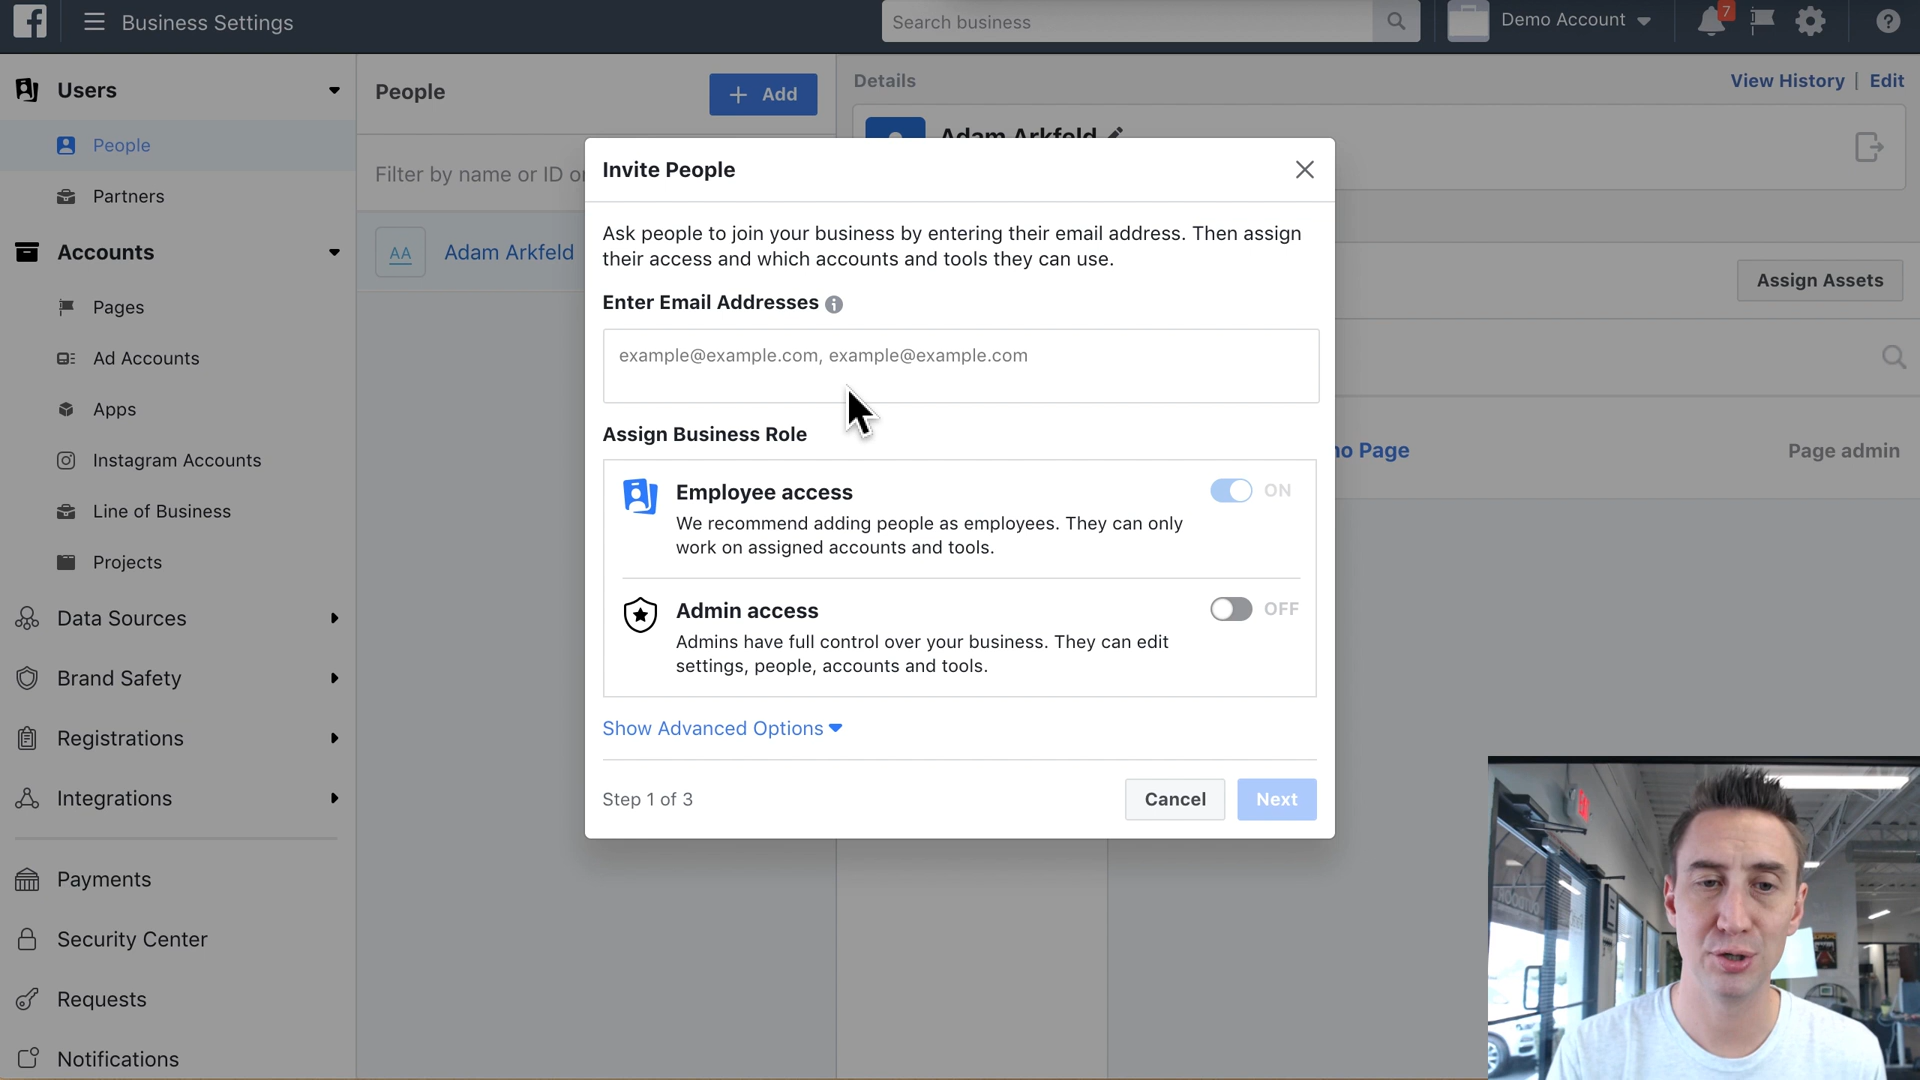 Business Settings
Search business
Demo Account
7
Users
People
Partners
Accounts
Pages
Ad Accounts
Apps
Instagram Accounts
Line of Business
Projects
Data Sources
Brand Safety
Registrations
Integrations
Payments
Security Center
Requests
Notifications
People
+ Add
Filter by name or ID
AA
Adam Arkfeld
Details
View History | Edit
Adam Arkfeld
Assign Assets
Page
Page admin
Invite People
Ask people to join your business by entering their email address. Then assign
their access and which accounts and tools they can use.
Enter Email Addresses
example@example.com, example@example.com
Assign Business Role
Employee access
ON
We recommend adding people as employees. They can only
work on assigned accounts and tools.
Admin access
OFF
Admins have full control over your business. They can edit
settings, people, accounts and tools.
Show Advanced Options
Step 1 of 3
Cancel
Next